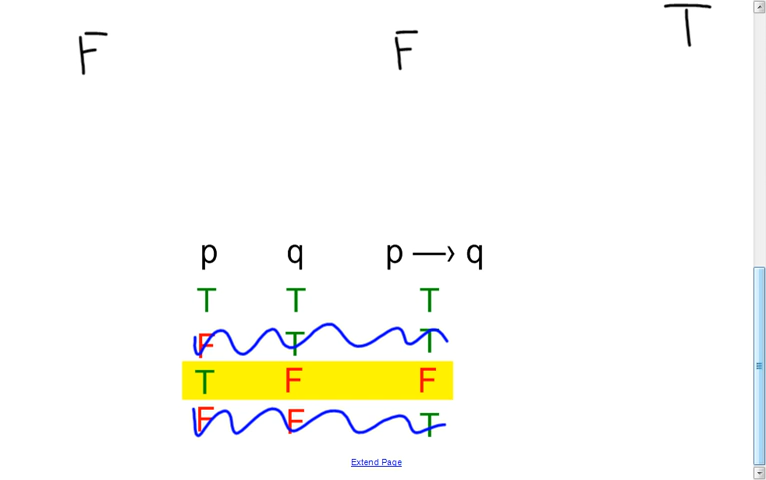 F F T
p q p ⟶ q
T T T
F T T
T F F
F F T
Extend Page